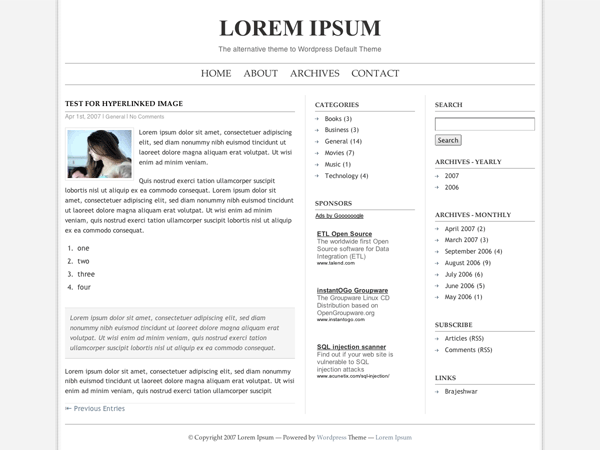 LOREM IPSUM
The alternative theme to Wordpress Default Theme
HOME ABOUT ARCHIVES CONTACT
TEST FOR HYPERLINKED IMAGE
Apr 1st, 2007 | General | No Comments
Lorem ipsum dolor sit amet, consectetuer adipiscing
elit, sed diam nonummy nibh euismod tincidunt ut
laoreet dolore magna aliquam erat volutpat. Ut wisi
enim ad minim veniam.
Quis nostrud exerci tation ullamcorper suscipit
lobortis nisl ut aliquip ex ea commodo consequat. Lorem ipsum dolor sit
amet, consectetuer adipiscing elit, sed diam nonummy nibh euismod
tincidunt ut laoreet dolore magna aliquam erat volutpat. Ut wisi enim ad minim
veniam, quis nostrud exerci tation ullamcorper suscipit lobortis nisl ut aliquip
ex ea commodo consequat.
1. one
2. two
3. three
4. four
Lorem ipsum dolor sit amet, consectetuer adipiscing elit, sed diam
nonummy nibh euismod tincidunt ut laoreet dolore magna aliquam erat
volutpat. Ut wisi enim ad minim veniam, quis nostrud exerci tation
ullamcorper suscipit lobortis nisl ut aliquip ex ea commodo consequat.
Lorem ipsum dolor sit amet, consectetuer adipiscing elit, sed diam nonummy
nibh euismod tincidunt ut laoreet dolore magna aliquam erat volutpat. Ut wisi
enim ad minim veniam, quis nostrud exerci tation ullamcorper suscipit
⇤ Previous Entries
CATEGORIES
Books (3)
Business (3)
General (14)
Movies (7)
Music (1)
Technology (4)
SPONSORS
Ads by Goooooogle
ETL Open Source
The worldwide first Open
Source software for Data
Integration (ETL)
www.talend.com
instantOGo Groupware
The Groupware Linux CD
Distribution based on
OpenGroupware.org
www.instantogo.com
SQL injection scanner
Find out if your web site is
vulnerable to SQL
injection attacks
www.acunetix.com/sql-injection/
SEARCH
Search
ARCHIVES - YEARLY
2007
2006
ARCHIVES - MONTHLY
April 2007 (2)
March 2007 (3)
September 2006 (4)
August 2006 (9)
July 2006 (6)
June 2006 (5)
May 2006 (1)
SUBSCRIBE
Articles (RSS)
Comments (RSS)
LINKS
Brajeshwar
© Copyright 2007 Lorem Ipsum — Powered by Wordpress Theme — Lorem Ipsum